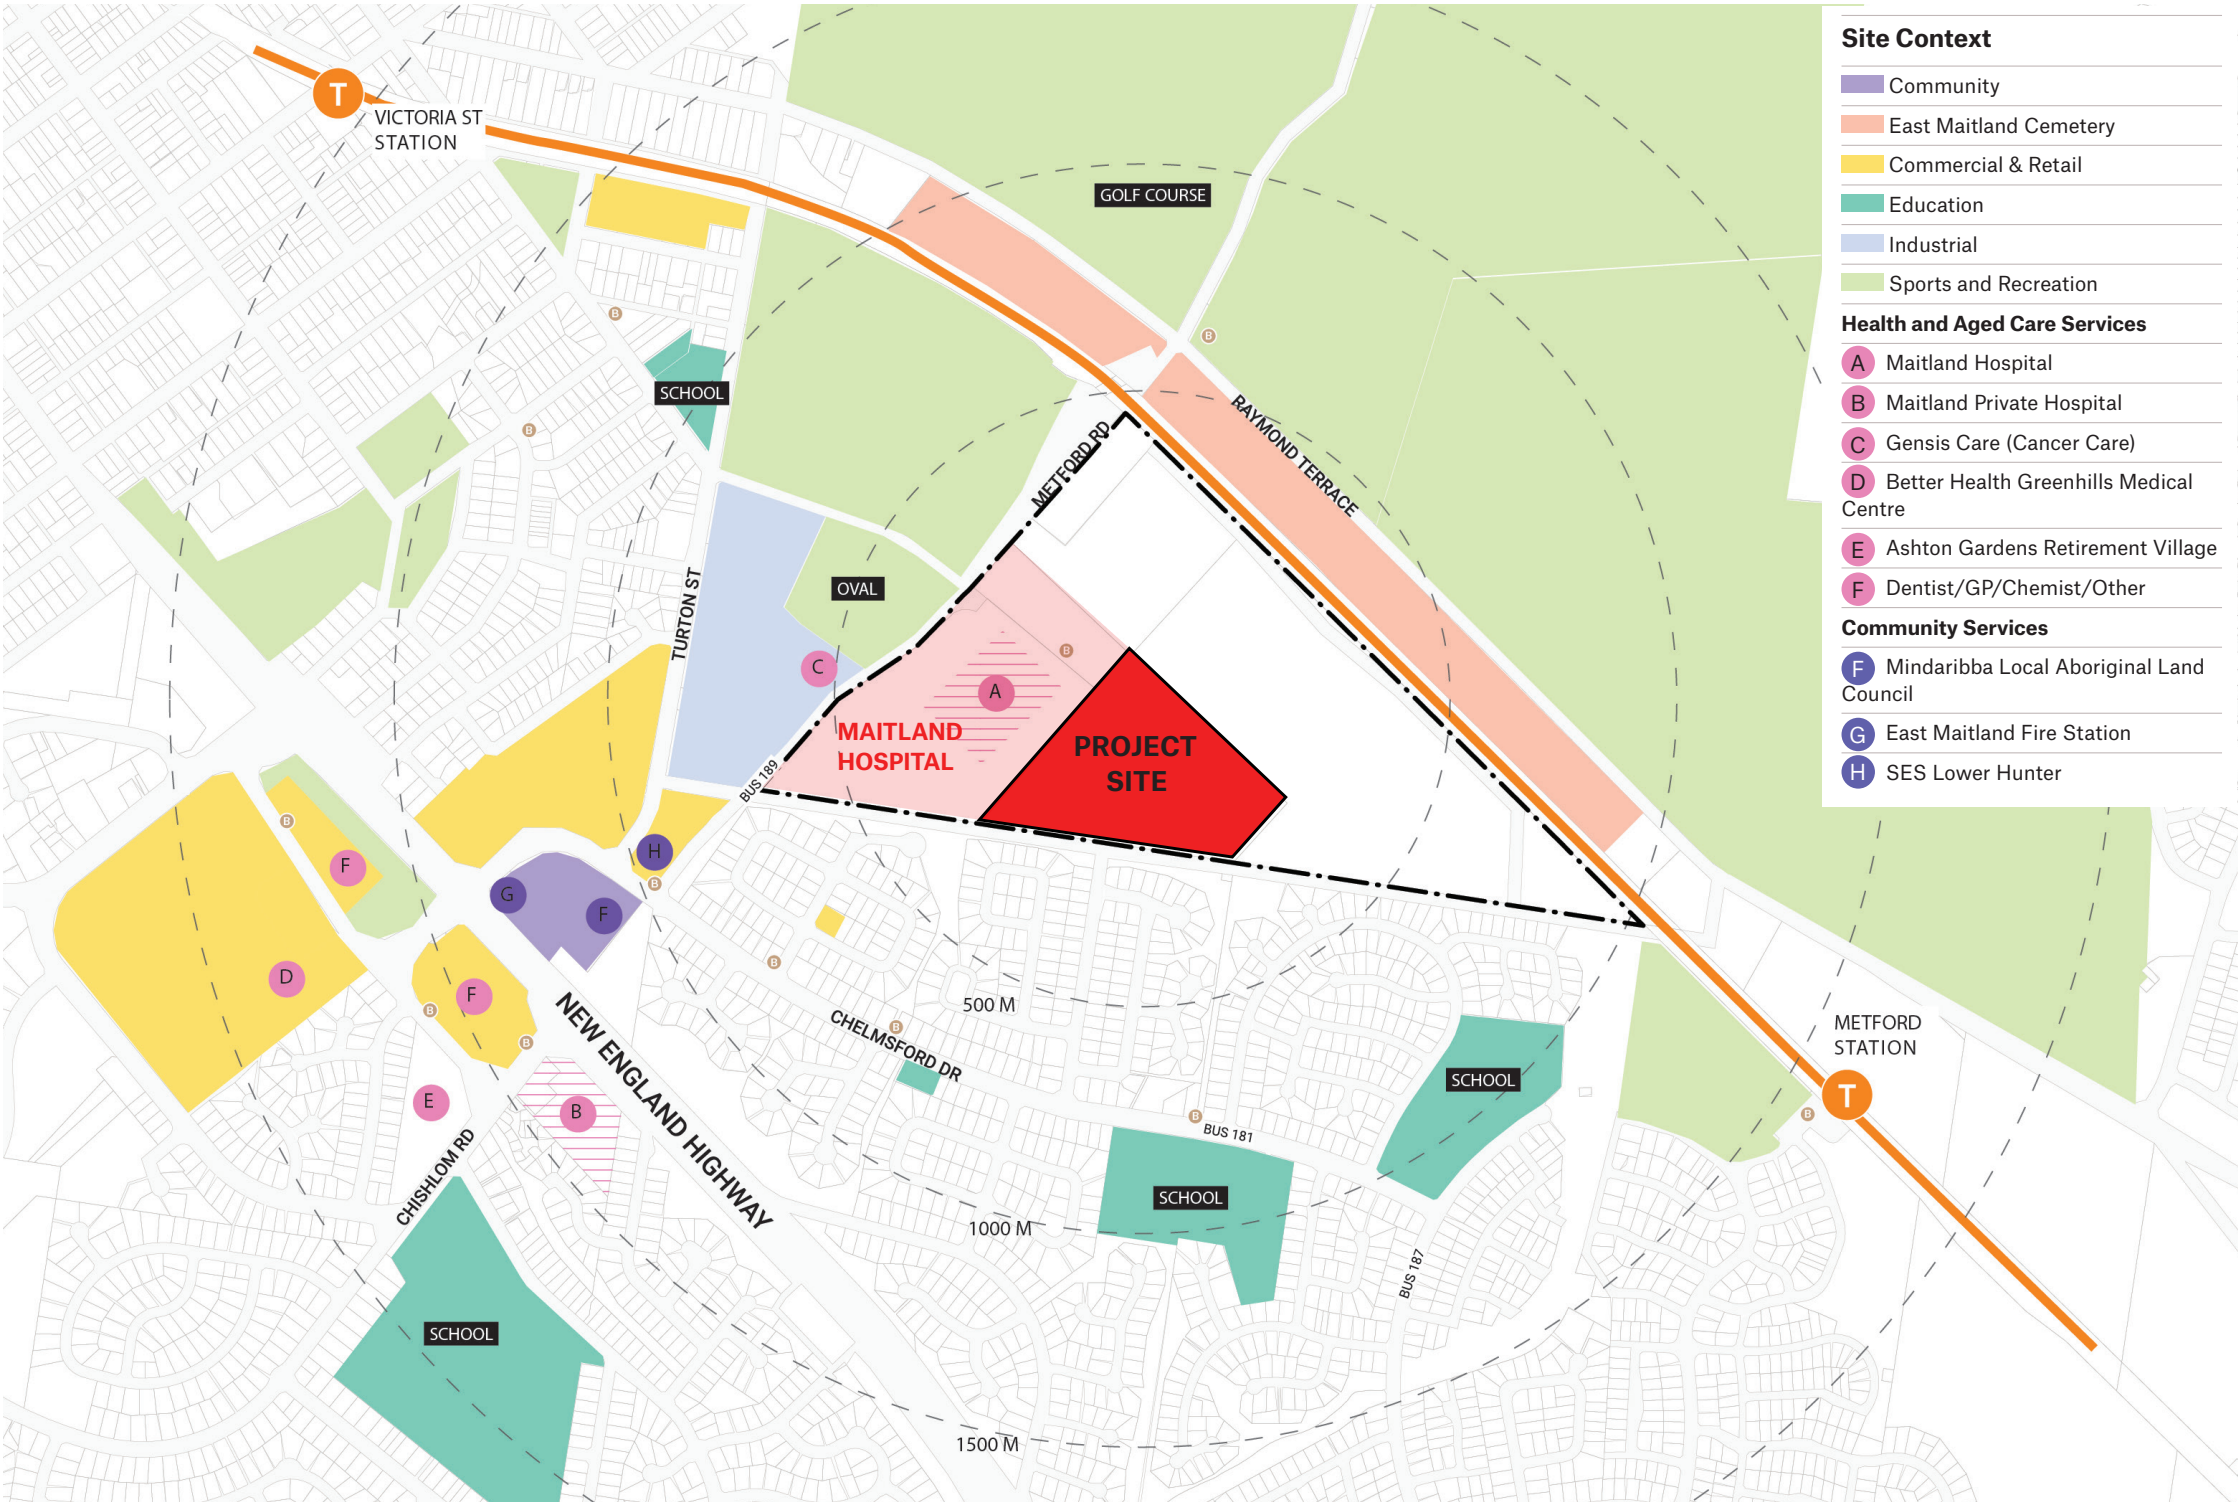 Site Context
Community
East Maitland Cemetery
Commercial & Retail
Education
Industrial
Sports and Recreation
Health and Aged Care Services
A Maitland Hospital
B Maitland Private Hospital
C Gensis Care (Cancer Care)
D Better Health Greenhills Medical
Centre
E Ashton Gardens Retirement Village
F Dentist/GP/Chemist/Other
Community Services
F Mindaribba Local Aboriginal Land
Council
G East Maitland Fire Station
H SES Lower Hunter
T
VICTORIA ST
STATION
GOLF COURSE
B
B
SCHOOL
B
METFORD RD
RAYMOND TERRACE
OVAL
TURTON ST
C
B
A
MAITLAND
HOSPITAL
PROJECT
SITE
BUS 189
B
F
H
B
G
F
D
F
B
B
B
500 M
NEW ENGLAND HIGHWAY
CHELMSFORD DR
B
METFORD
STATION
T
B
SCHOOL
E
B
B
BUS 181
CHISHLOM RD
SCHOOL
1000 M
BUS 187
SCHOOL
1500 M